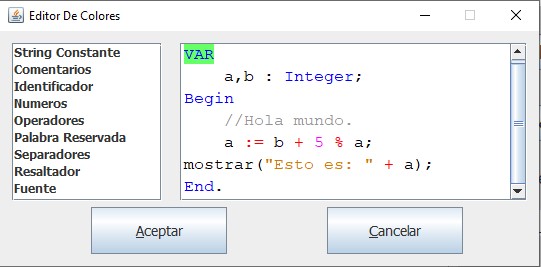 Editor De Colores
String Constante
Comentarios
Identificador
Numeros
Operadores
Palabra Reservada
Separadores
Resaltador
Fuente
VAR
a,b : Integer;
Begin
//Hola mundo.
a := b + 5 % a;
mostrar("Esto es: " + a);
End.
Aceptar
Cancelar